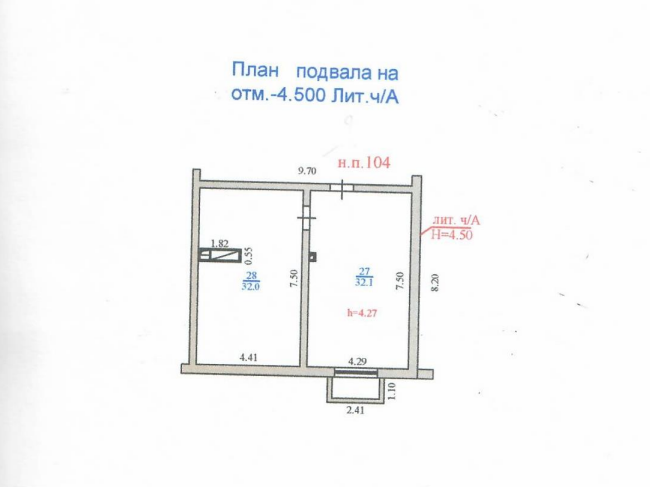 План подвала на
отм.-4.500 Лит.ч/А
9.70
н.п.104
лит. ч/А
Н=4.50
1.82
0.55
28
32.0
7.50
27
32.1
7.50
8.20
h=4.27
4.41
4.29
1.10
2.41